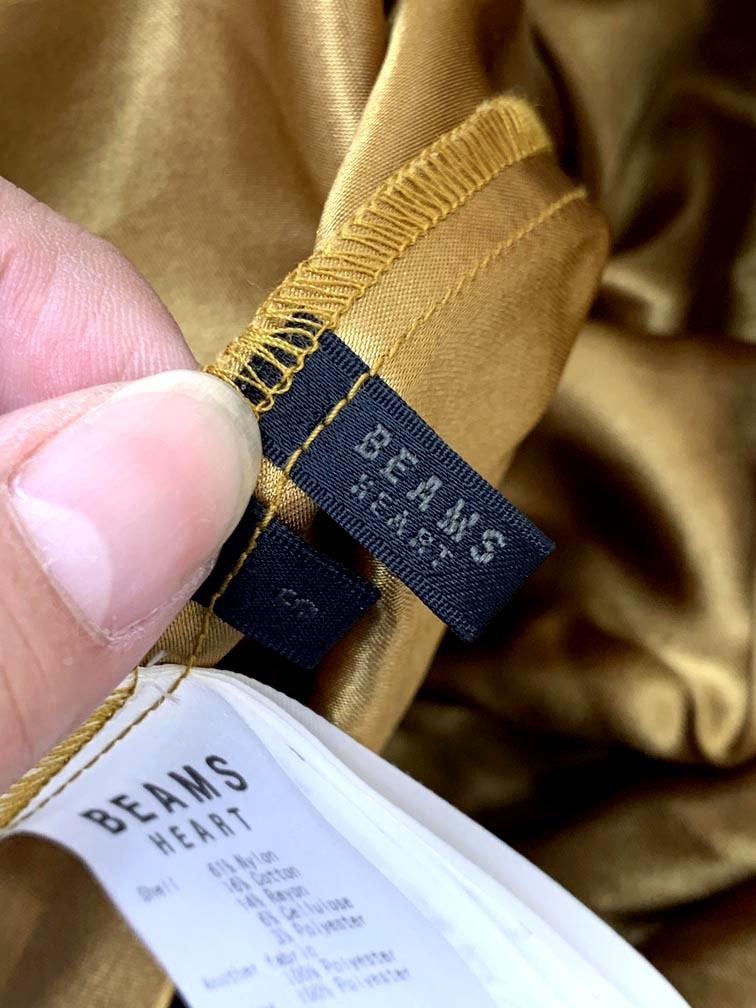 BEAMS
HEART
BEAMS
HEART
Shell 61% Nylon
16% Cotton
14% Rayon
6% Cellulose
3% Polyester
Another fabric
100% Polyester
100% Polyester